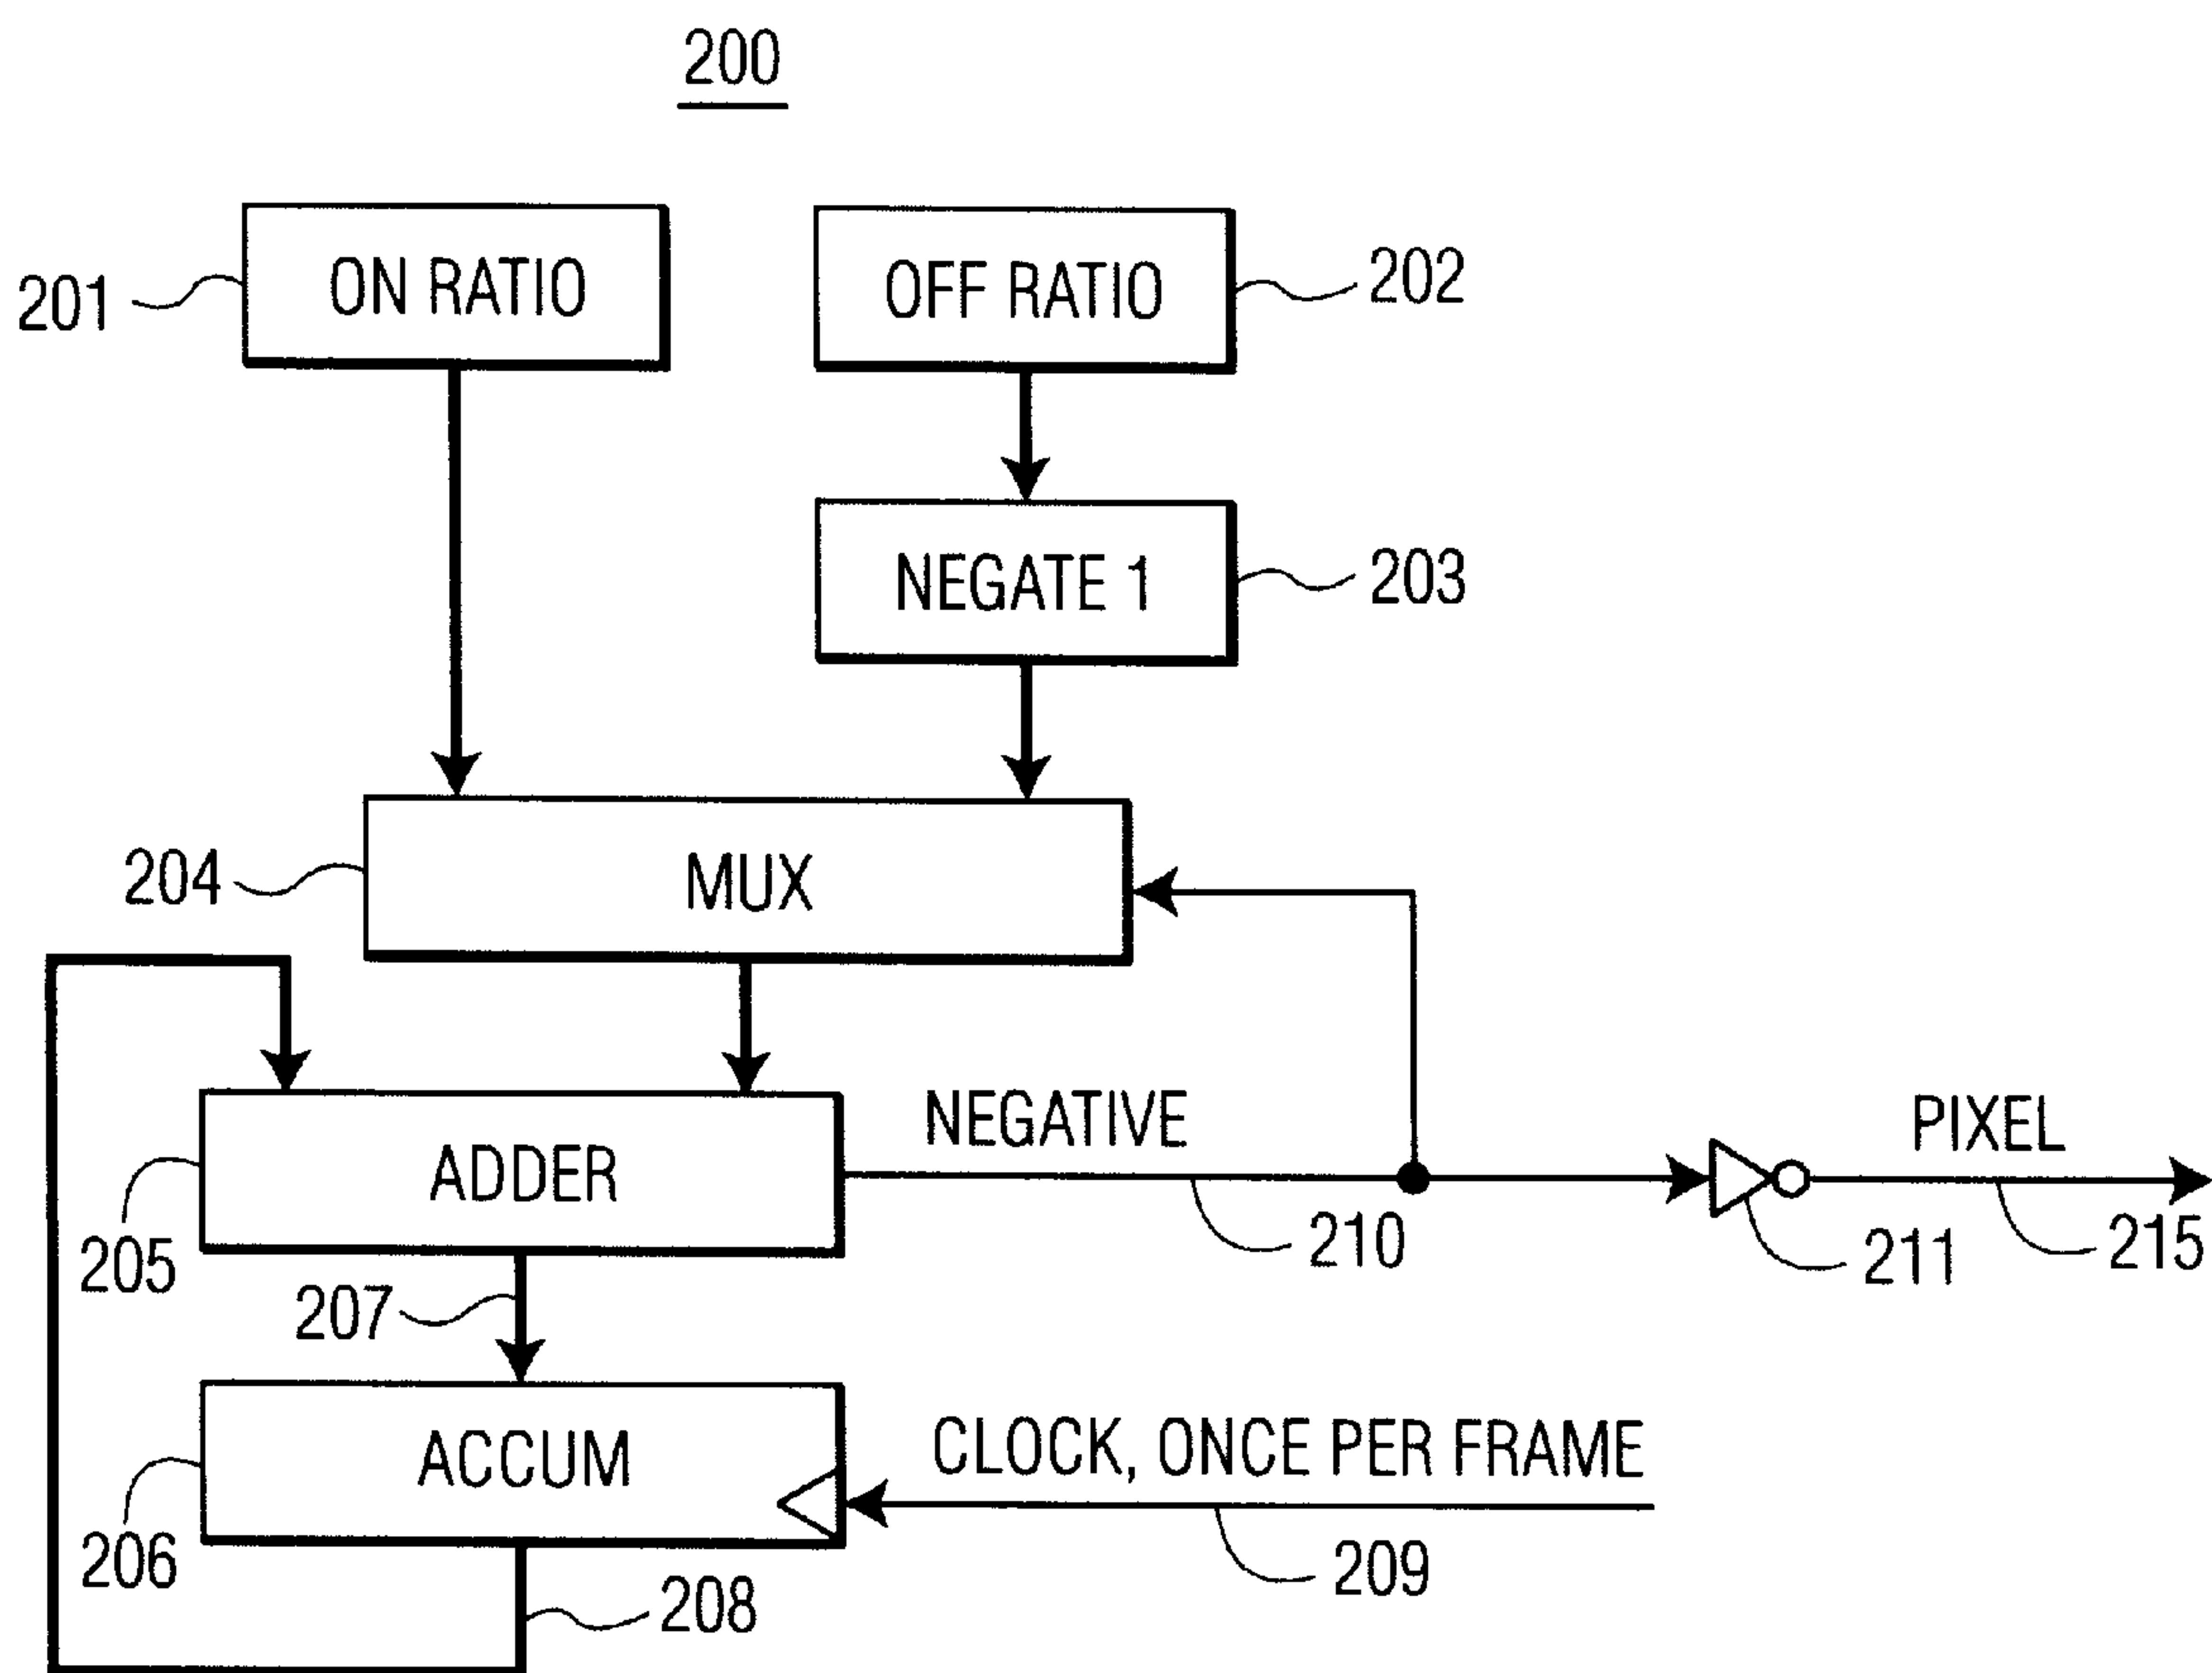 200
201
ON RATIO
OFF RATIO
202
NEGATE 1
203
204
MUX
ADDER
NEGATIVE
PIXEL
205
210
211
215
207
ACCUM
CLOCK, ONCE PER FRAME
206
208
209